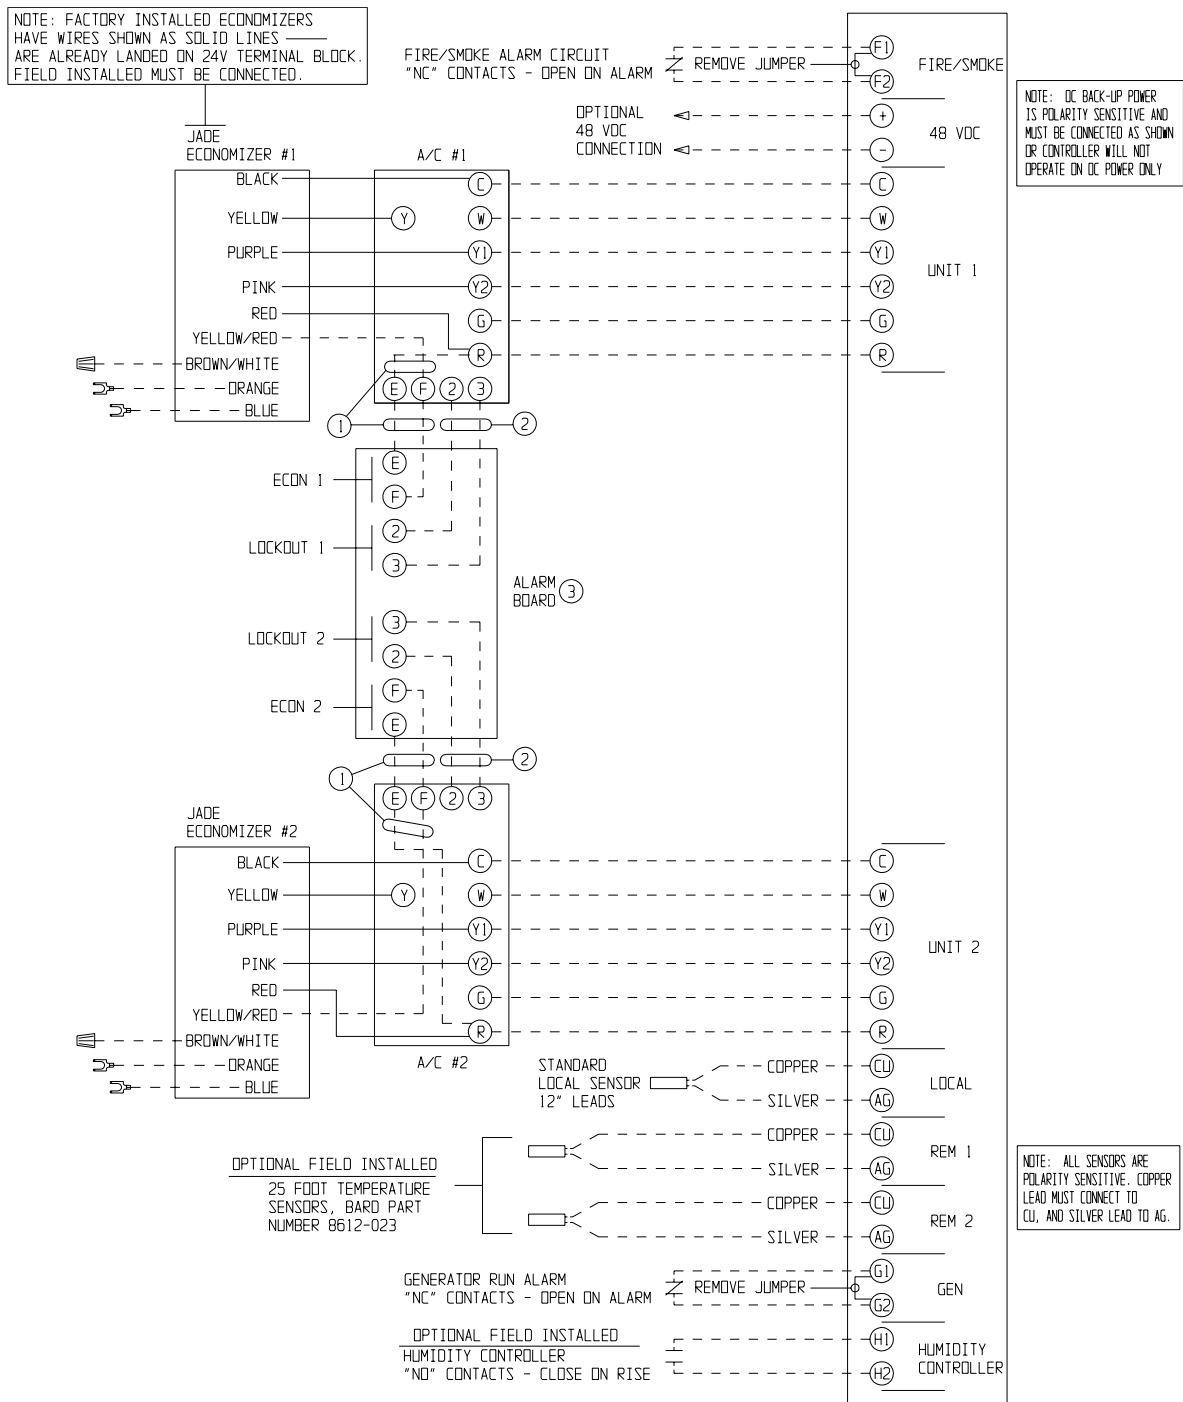 NOTE: FACTORY INSTALLED ECONOMIZERS
HAVE WIRES SHOWN AS SOLID LINES
ARE ALREADY LANDED ON 24V TERMINAL BLOCK.
FIELD INSTALLED MUST BE CONNECTED.
FIRE/SMOKE ALARM CIRCUIT
"NC" CONTACTS - OPEN ON ALARM
REMOVE JUMPER
F1
F2
FIRE/SMOKE
OPTIONAL
48 VDC
CONNECTION
+
-
48 VDC
NOTE: DC BACK-UP POWER
IS POLARITY SENSITIVE AND
MUST BE CONNECTED AS SHOWN
OR CONTROLLER WILL NOT
OPERATE ON DC POWER ONLY
JADE
ECONOMIZER #1
A/C #1
BLACK
YELLOW
PURPLE
PINK
RED
YELLOW/RED
BROWN/WHITE
ORANGE
BLUE
Y
C
W
Y1
Y2
G
R
E
F
2
3
C
W
Y1
Y2
G
R
UNIT 1
1
2
ECON 1
E
F
LOCKOUT 1
2
3
ALARM
BOARD
3
LOCKOUT 2
3
2
ECON 2
F
E
1
2
E
F
2
3
JADE
ECONOMIZER #2
BLACK
YELLOW
PURPLE
PINK
RED
YELLOW/RED
BROWN/WHITE
ORANGE
BLUE
Y
C
W
Y1
Y2
G
R
A/C #2
C
W
Y1
Y2
G
R
UNIT 2
STANDARD
LOCAL SENSOR
12" LEADS
COPPER
SILVER
CU
AG
LOCAL
OPTIONAL FIELD INSTALLED
25 FOOT TEMPERATURE
SENSORS, BARD PART
NUMBER 8612-023
COPPER
SILVER
CU
AG
REM 1
COPPER
SILVER
CU
AG
REM 2
NOTE: ALL SENSORS ARE
POLARITY SENSITIVE. COPPER
LEAD MUST CONNECT TO
CU, AND SILVER LEAD TO AG.
GENERATOR RUN ALARM
"NC" CONTACTS - OPEN ON ALARM
REMOVE JUMPER
G1
G2
GEN
OPTIONAL FIELD INSTALLED
HUMIDITY CONTROLLER
"NO" CONTACTS - CLOSE ON RISE
H1
H2
HUMIDITY
CONTROLLER